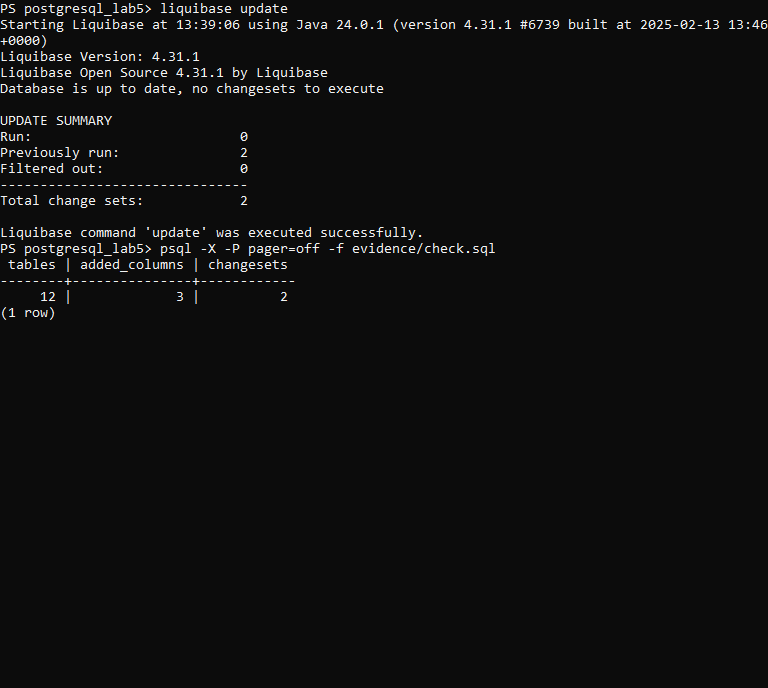 PS postgresql_lab5> liquibase update
Starting Liquibase at 13:39:06 using Java 24.0.1 (version 4.31.1 #6739 built at 2025-02-13 13:46
+0000)
Liquibase Version: 4.31.1
Liquibase Open Source 4.31.1 by Liquibase
Database is up to date, no changesets to execute

UPDATE SUMMARY
Run:                          0
Previously run:               2
Filtered out:                 0
-------------------------------
Total change sets:            2

Liquibase command 'update' was executed successfully.
PS postgresql_lab5> psql -X -P pager=off -f evidence/check.sql
 tables | added_columns | changesets
--------+---------------+------------
     12 |             3 |          2
(1 row)